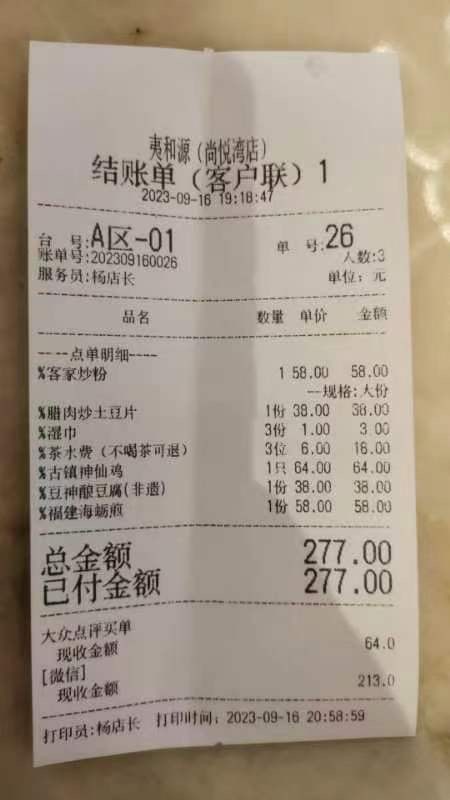 夷和源（尚悦湾店）
结账单（客户联）1
2023-09-16 19:18:47
台 号:A区-01 单 号:26
账单号:202309160026 人数:3
服务员:杨店长 单位: 元
品名 数量 单价 金额
----点单明细----
%客家炒粉 1 58.00 58.00
--规格:大份
%腊肉炒土豆片 1份 38.00 38.00
%湿巾 3份 1.00 3.00
%茶水费（不喝茶可退） 3位 6.00 18.00
%古镇神仙鸡 1只 64.00 64.00
%豆神酿豆腐(非遗) 1份 38.00 38.00
%福建海蛎煎 1份 58.00 58.00
总金额 277.00
已付金额 277.00
大众点评买单
现收金额 64.0
[微信]
现收金额 213.0
打印员:杨店长 打印时间: 2023-09-16 20:58:59